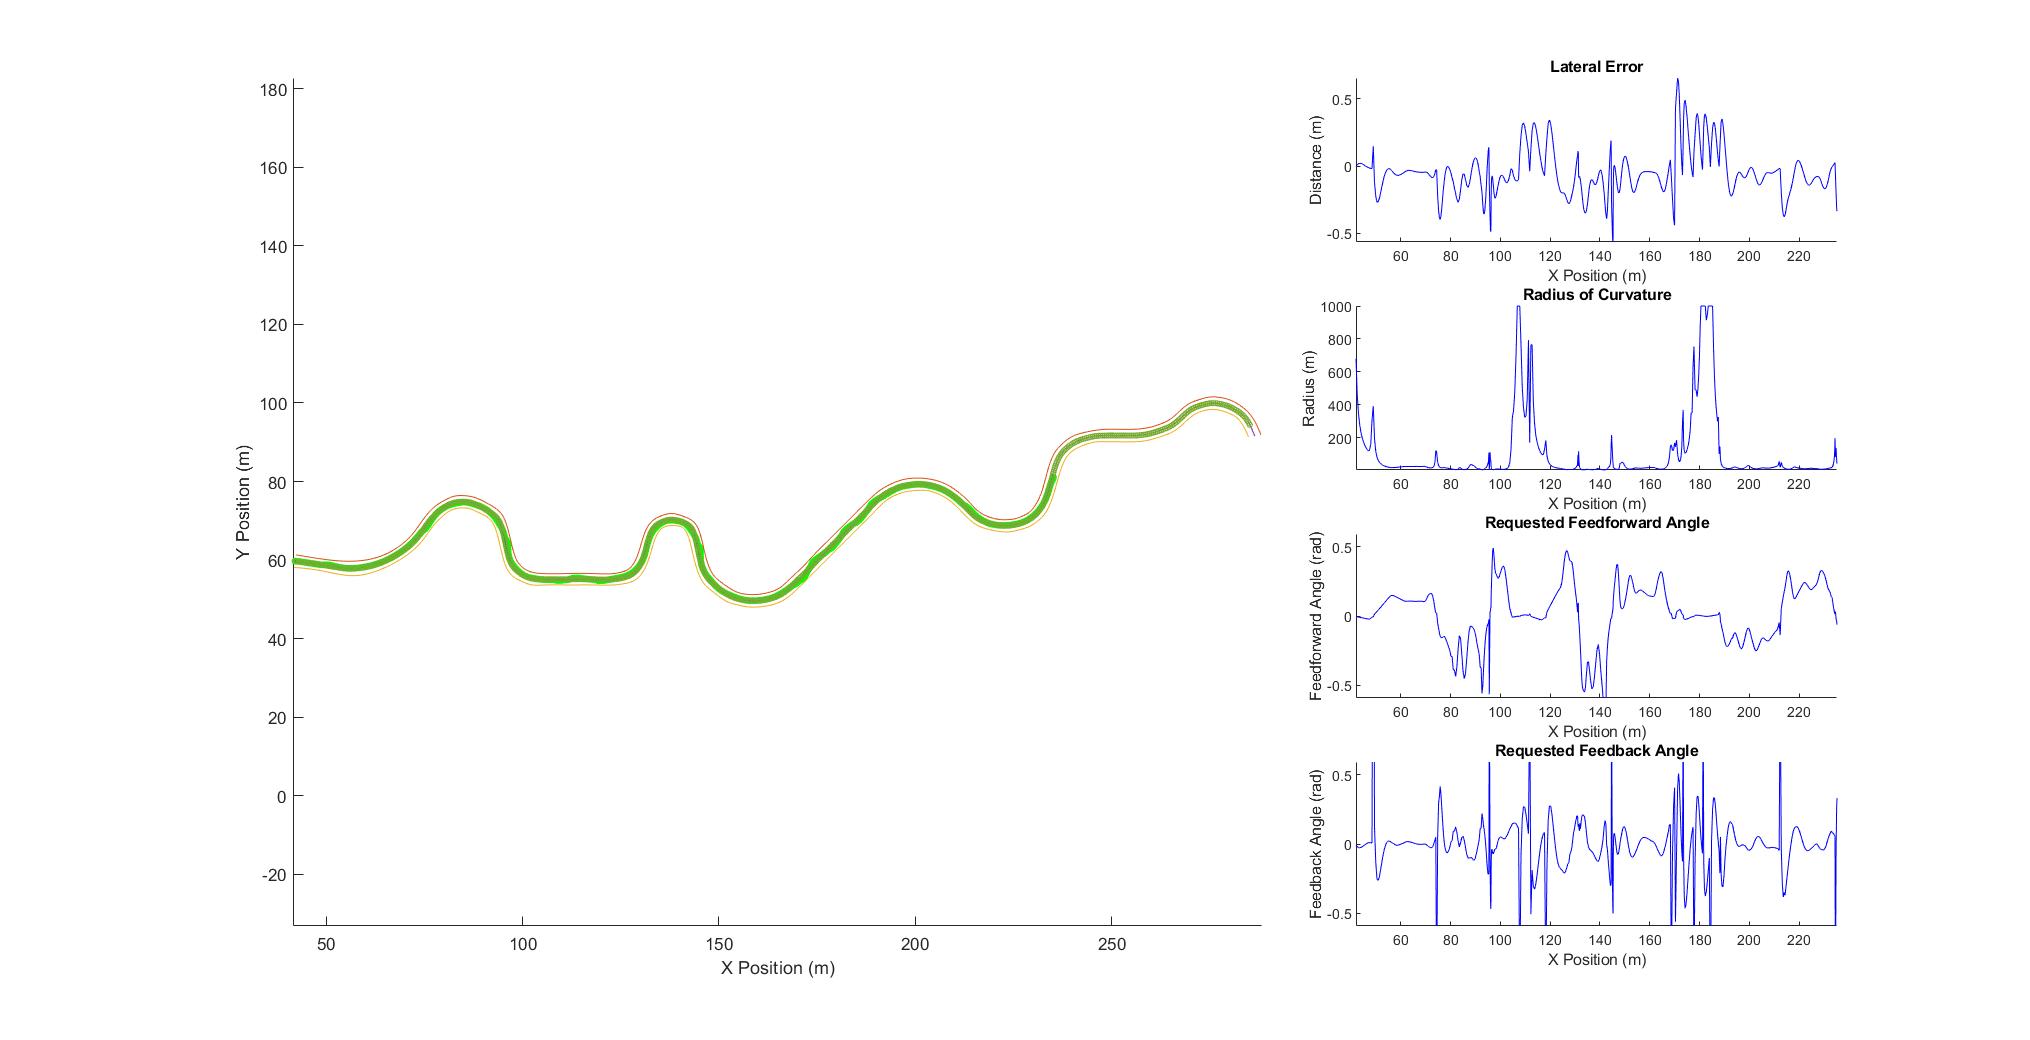 180
160
140
120
100
80
60
40
20
0
-20
Y Position (m)
50 100 150 200 250
X Position (m)
Lateral Error
0.5
0
-0.5
Distance (m)
60 80 100 120 140 160 180 200 220
X Position (m)
Radius of Curvature
1000
800
600
400
200
Radius (m)
60 80 100 120 140 160 180 200 220
X Position (m)
Requested Feedforward Angle
0.5
0
-0.5
Feedforward Angle (rad)
60 80 100 120 140 160 180 200 220
X Position (m)
Requested Feedback Angle
0.5
0
-0.5
Feedback Angle (rad)
60 80 100 120 140 160 180 200 220
X Position (m)